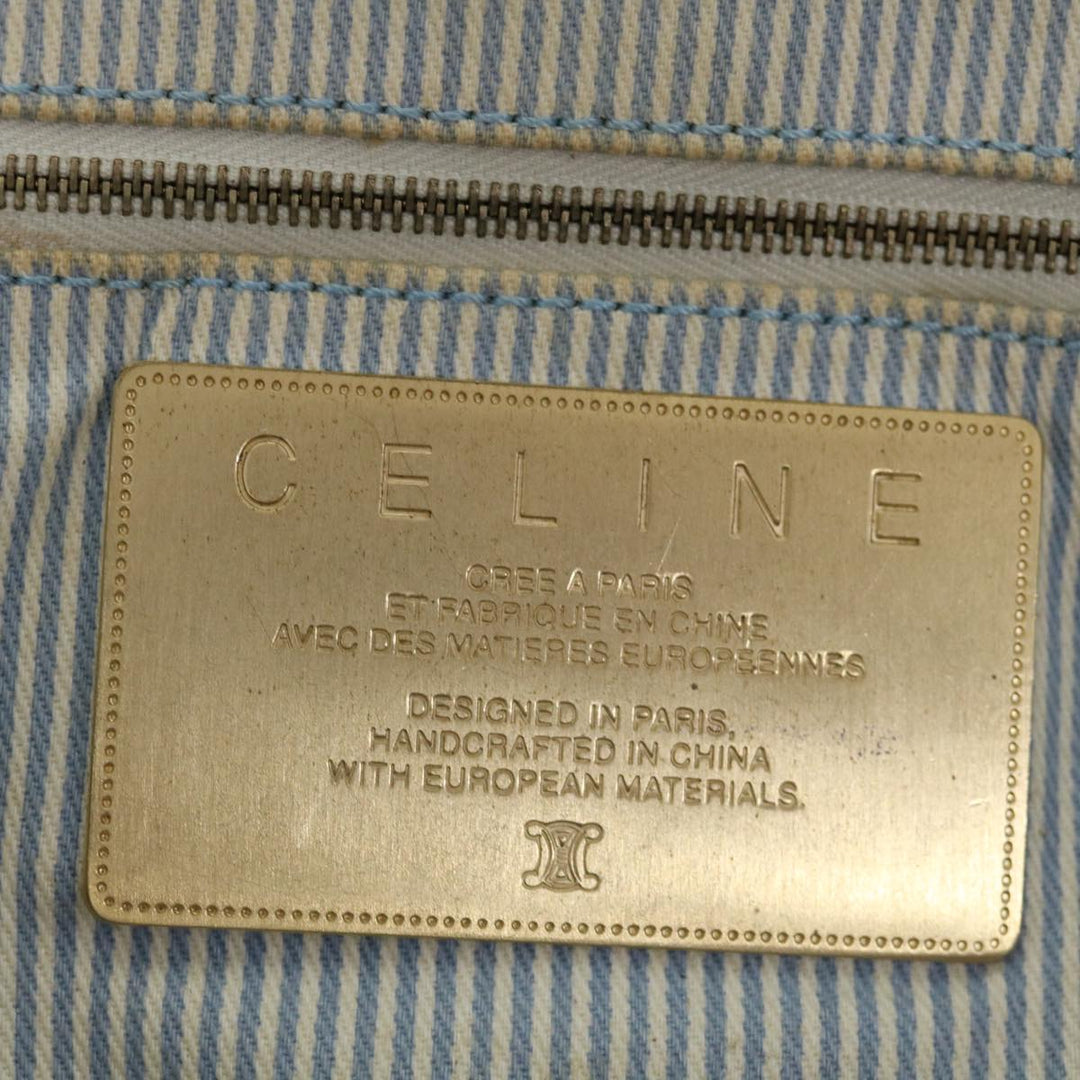 CELINE
CREE A PARIS
ET FABRIQUE EN CHINE
AVEC DES MATIERES EUROPEENNES
DESIGNED IN PARIS,
HANDCRAFTED IN CHINA
WITH EUROPEAN MATERIALS.